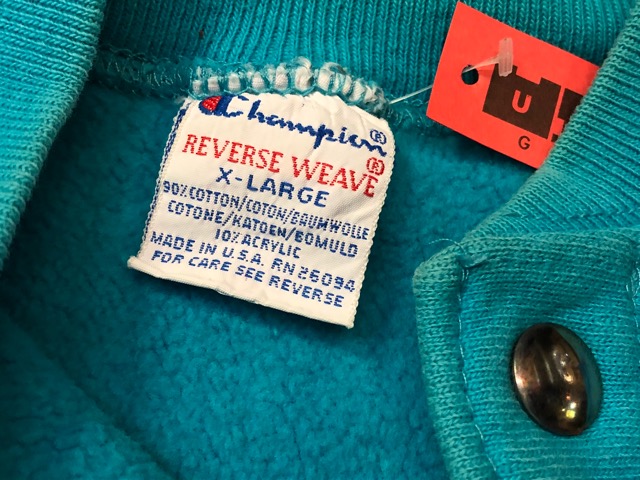 Champion®
REVERSE WEAVE®
X-LARGE
90% COTTON/COTON/BAUMWOLLE
COTONE/KATOEN/BOMULD
10% ACRYLIC
MADE IN U.S.A. RN 26094
FOR CARE SEE REVERSE
U
G